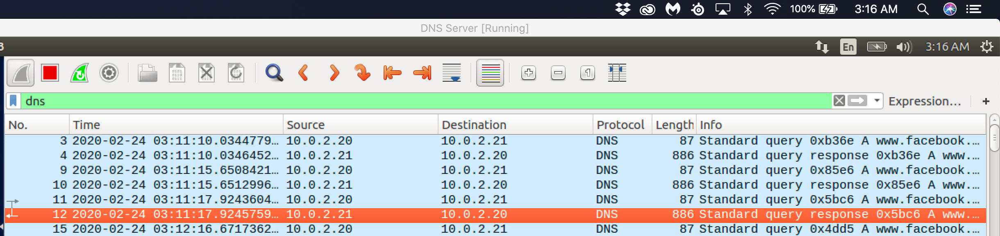 100% 3:16 AM
DNS Server [Running]
En 3:16 AM
dns Expression… +
No. Time Source Destination Protocol Length Info
3 2020-02-24 03:11:10.0344779… 10.0.2.20 10.0.2.21 DNS 87 Standard query 0xb36e A www.facebook.…
4 2020-02-24 03:11:10.0346452… 10.0.2.21 10.0.2.20 DNS 886 Standard query response 0xb36e A www.…
9 2020-02-24 03:11:15.6508421… 10.0.2.20 10.0.2.21 DNS 87 Standard query 0x85e6 A www.facebook.…
10 2020-02-24 03:11:15.6512996… 10.0.2.21 10.0.2.20 DNS 886 Standard query response 0x85e6 A www.…
11 2020-02-24 03:11:17.9243604… 10.0.2.20 10.0.2.21 DNS 87 Standard query 0x5bc6 A www.facebook.…
12 2020-02-24 03:11:17.9245759… 10.0.2.21 10.0.2.20 DNS 886 Standard query response 0x5bc6 A www.…
15 2020-02-24 03:12:16.6717362… 10.0.2.20 10.0.2.21 DNS 87 Standard query 0x4dd5 A www.facebook.…